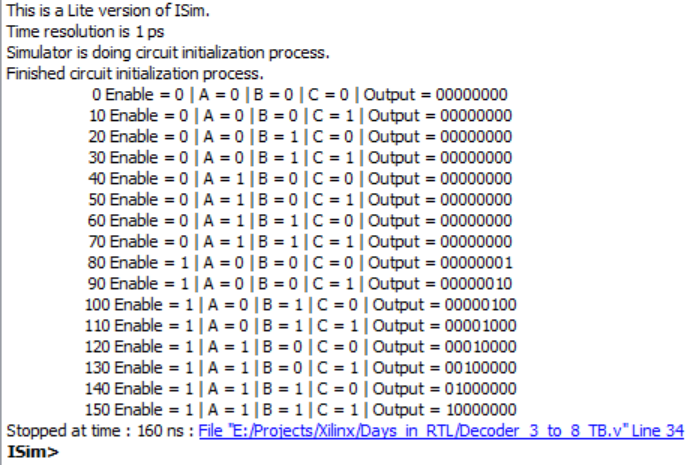 This is a Lite version of ISim.
Time resolution is 1 ps
Simulator is doing circuit initialization process.
Finished circuit initialization process.
0 Enable = 0 | A = 0 | B = 0 | C = 0 | Output = 00000000
10 Enable = 0 | A = 0 | B = 0 | C = 1 | Output = 00000000
20 Enable = 0 | A = 0 | B = 1 | C = 0 | Output = 00000000
30 Enable = 0 | A = 0 | B = 1 | C = 1 | Output = 00000000
40 Enable = 0 | A = 1 | B = 0 | C = 0 | Output = 00000000
50 Enable = 0 | A = 1 | B = 0 | C = 1 | Output = 00000000
60 Enable = 0 | A = 1 | B = 1 | C = 0 | Output = 00000000
70 Enable = 0 | A = 1 | B = 1 | C = 1 | Output = 00000000
80 Enable = 1 | A = 0 | B = 0 | C = 0 | Output = 00000001
90 Enable = 1 | A = 0 | B = 0 | C = 1 | Output = 00000010
100 Enable = 1 | A = 0 | B = 1 | C = 0 | Output = 00000100
110 Enable = 1 | A = 0 | B = 1 | C = 1 | Output = 00001000
120 Enable = 1 | A = 1 | B = 0 | C = 0 | Output = 00010000
130 Enable = 1 | A = 1 | B = 0 | C = 1 | Output = 00100000
140 Enable = 1 | A = 1 | B = 1 | C = 0 | Output = 01000000
150 Enable = 1 | A = 1 | B = 1 | C = 1 | Output = 10000000
Stopped at time : 160 ns : File "E:/Projects/Xilinx/Days_in_RTL/Decoder_3_to_8_TB.v" Line 34
ISim>